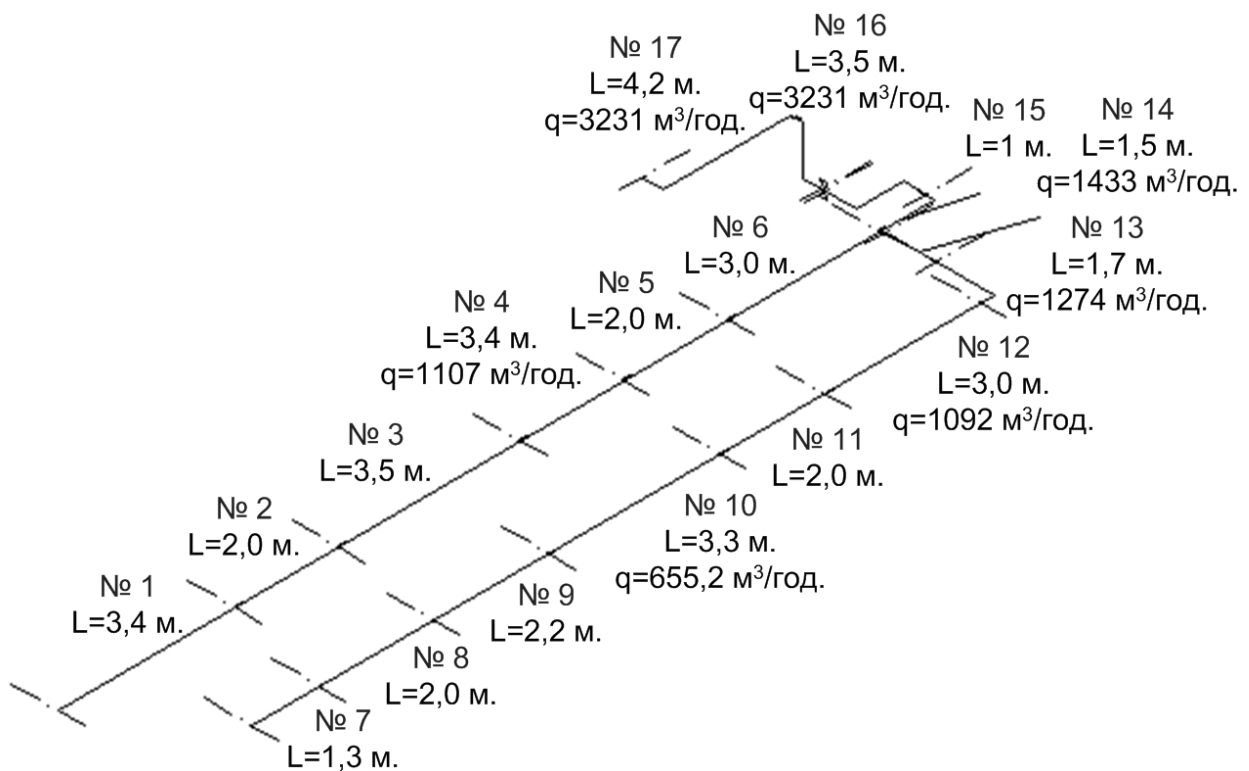 № 16
L=3,5 м.
q=3231 м³/год.
№ 17
L=4,2 м.
q=3231 м³/год.
№ 15
L=1 м.
№ 14
L=1,5 м.
q=1433 м³/год.
№ 13
L=1,7 м.
q=1274 м³/год.
№ 6
L=3,0 м.
№ 5
L=2,0 м.
№ 4
L=3,4 м.
q=1107 м³/год.
№ 12
L=3,0 м.
q=1092 м³/год.
№ 3
L=3,5 м.
№ 11
L=2,0 м.
№ 2
L=2,0 м.
№ 10
L=3,3 м.
q=655,2 м³/год.
№ 1
L=3,4 м.
№ 9
L=2,2 м.
№ 8
L=2,0 м.
№ 7
L=1,3 м.